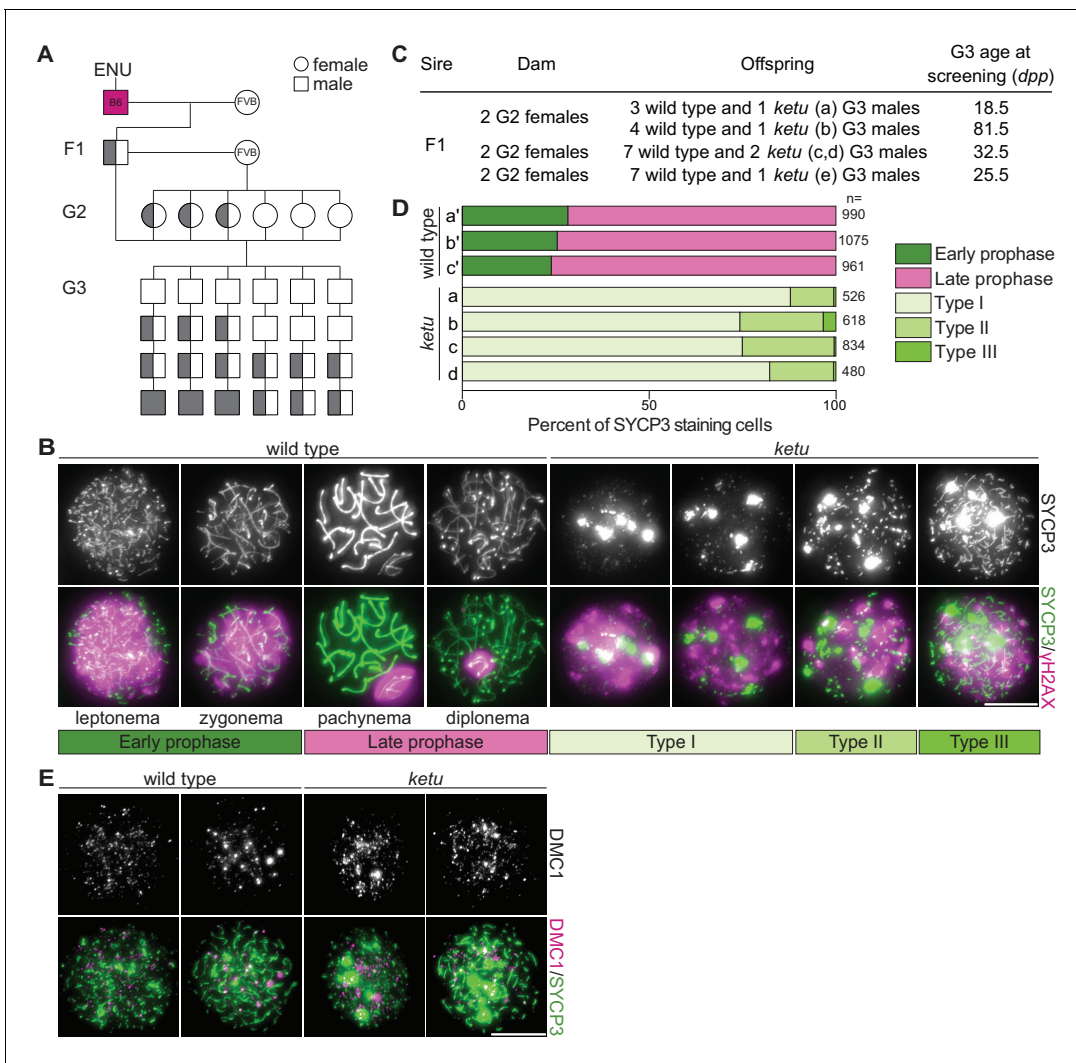 A
ENU
female
male
B6
FVB
F1
FVB
G2
G3
C
Sire Dam Offspring G3 age at screening (dpp)
F1
2 G2 females
3 wild type and 1 ketu (a) G3 males 18.5
4 wild type and 1 ketu (b) G3 males 81.5
2 G2 females 7 wild type and 2 ketu (c,d) G3 males 32.5
2 G2 females 7 wild type and 1 ketu (e) G3 males 25.5
D
n=
wild type
a' 990
b' 1075
c' 961
ketu
a 526
b 618
c 834
d 480
0 50 100
Percent of SYCP3 staining cells
Early prophase
Late prophase
Type I
Type II
Type III
B
wild type ketu
SYCP3
SYCP3/γH2AX
leptonema zygonema pachynema diplonema
Early prophase Late prophase Type I Type II Type III
E
wild type ketu
DMC1
DMC1/SYCP3